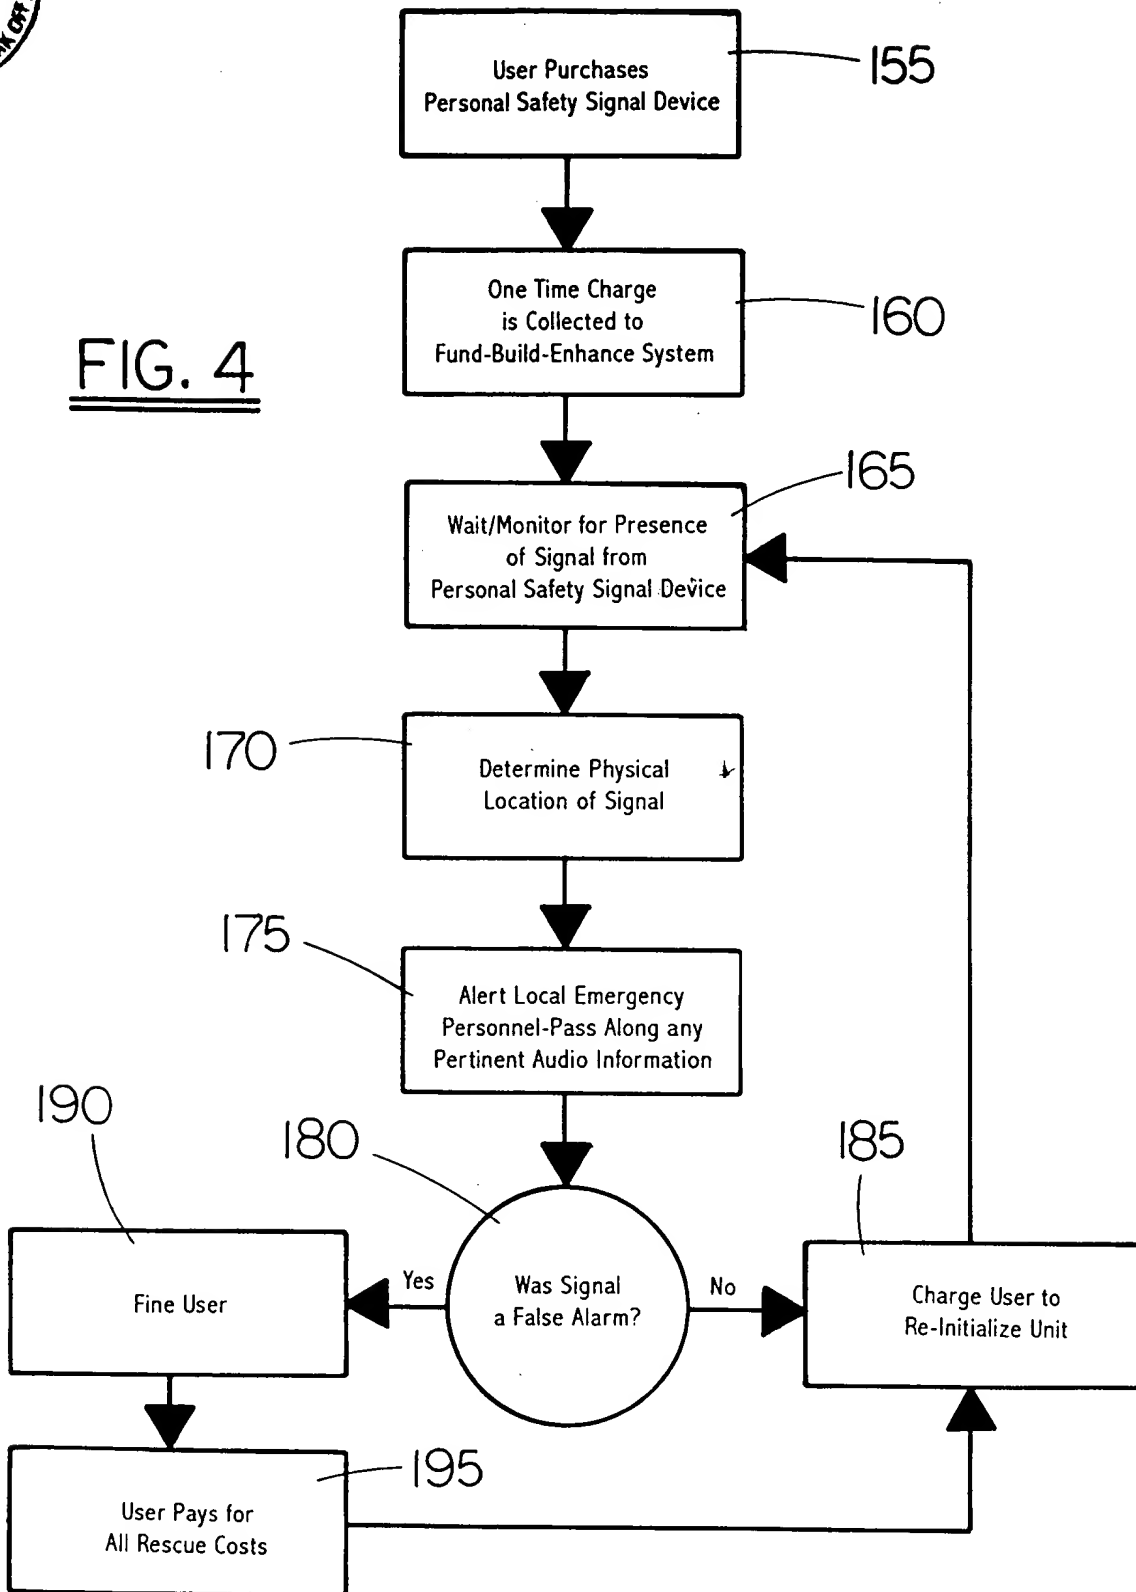 User Purchases
Personal Safety Signal Device
155
One Time Charge
is Collected to
Fund-Build-Enhance System
160
FIG. 4
165
Wait/Monitor for Presence
of Signal from
Personal Safety Signal Device
170
Determine Physical
Location of Signal
175
Alert Local Emergency
Personnel-Pass Along any
Pertinent Audio Information
190
180
185
Fine User
Yes
Was Signal
a False Alarm?
No
Charge User to
Re-Initialize Unit
195
User Pays for
All Rescue Costs